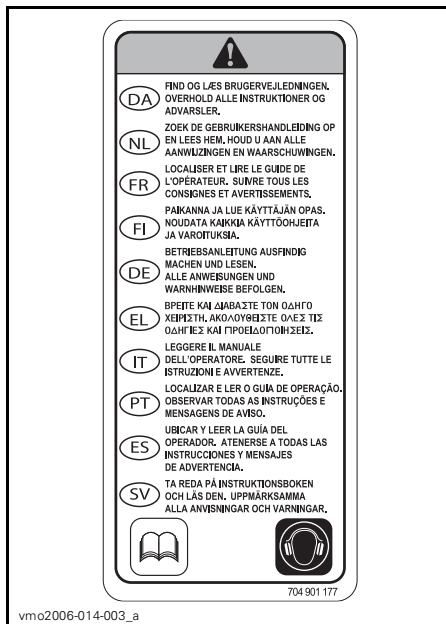 DA
FIND OG LÆS BRUGERVEJLEDNINGEN.
OVERHOLD ALLE INSTRUKTIONER OG
ADVARSLER.
NL
ZOEK DE GEBRUIKERSHANDLEIDING OP
EN LEES HEM. HOUD U AAN ALLE
AANWIJZINGEN EN WAARSCHUWINGEN.
FR
LOCALISER ET LIRE LE GUIDE DE
L'OPÉRATEUR. SUIVRE TOUS LES
CONSIGNES ET AVERTISSEMENTS.
FI
PAIKANNA JA LUE KÄYTTÄJÄN OPAS.
NOUDATA KAIKKIA KÄYTTÖOHJEITA
JA VAROITUKSIA.
DE
BETRIEBSANLEITUNG AUSFINDIG
MACHEN UND LESEN.
ALLE ANWEISUNGEN UND
WARNHINWEISE BEFOLGEN.
EL
ΒΡΕΙΤΕ ΚΑΙ ΔΙΑΒΑΣΤΕ ΤΟΝ ΟΔΗΓΟ
ΧΕΙΡΙΣΤΗ. ΑΚΟΛΟΥΘΕΙΣΤΕ ΟΛΕΣ ΤΙΣ
ΟΔΗΓΙΕΣ ΚΑΙ ΠΡΟΕΙΔΟΠΟΙΗΣΕΙΣ.
IT
LEGGERE IL MANUALE
DELL'OPERATORE. SEGUIRE TUTTE LE
ISTRUZIONI E AVVERTENZE.
PT
LOCALIZAR E LER O GUIA DE OPERAÇÃO.
OBSERVAR TODAS AS INSTRUÇÕES E
MENSAGENS DE AVISO.
ES
UBICAR Y LEER LA GUÍA DEL
OPERADOR. ATENERSE A TODAS LAS
INSTRUCCIONES Y MENSAJES
DE ADVERTENCIA.
SV
TA REDA PÅ INSTRUKTIONSBOKEN
OCH LÄS DEN. UPPMÄRKSAMMA
ALLA ANVISNINGAR OCH VARNINGAR.
704 901 177
vmo2006-014-003_a